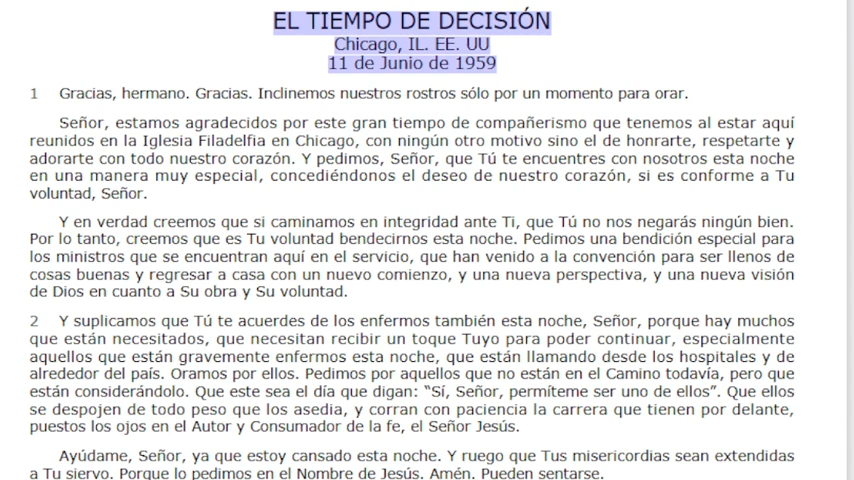 EL TIEMPO DE DECISIÓN
Chicago, IL. EE. UU
11 de Junio de 1959
1 Gracias, hermano. Gracias. Inclinemos nuestros rostros sólo por un momento para orar.
Señor, estamos agradecidos por este gran tiempo de compañerismo que tenemos al estar aquí
reunidos en la Iglesia Filadelfia en Chicago, con ningún otro motivo sino el de honrarte, respetarte y
adorarte con todo nuestro corazón. Y pedimos, Señor, que Tú te encuentres con nosotros esta noche
en una manera muy especial, concediéndonos el deseo de nuestro corazón, si es conforme a Tu
voluntad, Señor.
Y en verdad creemos que si caminamos en integridad ante Ti, que Tú no nos negarás ningún bien.
Por lo tanto, creemos que es Tu voluntad bendecirnos esta noche. Pedimos una bendición especial para
los ministros que se encuentran aquí en el servicio, que han venido a la convención para ser llenos de
cosas buenas y regresar a casa con un nuevo comienzo, y una nueva perspectiva, y una nueva visión
de Dios en cuanto a Su obra y Su voluntad.
2 Y suplicamos que Tú te acuerdes de los enfermos también esta noche, Señor, porque hay muchos
que están necesitados, que necesitan recibir un toque Tuyo para poder continuar, especialmente
aquellos que están gravemente enfermos esta noche, que están llamando desde los hospitales y de
alrededor del país. Oramos por ellos. Pedimos por aquellos que no están en el Camino todavía, pero que
están considerándolo. Que este sea el día que digan: “Sí, Señor, permíteme ser uno de ellos”. Que ellos
se despojen de todo peso que los asedia, y corran con paciencia la carrera que tienen por delante,
puestos los ojos en el Autor y Consumador de la fe, el Señor Jesús.
Ayúdame, Señor, ya que estoy cansado esta noche. Y ruego que Tus misericordias sean extendidas
a Tu siervo. Porque lo pedimos en el Nombre de Jesús. Amén. Pueden sentarse.